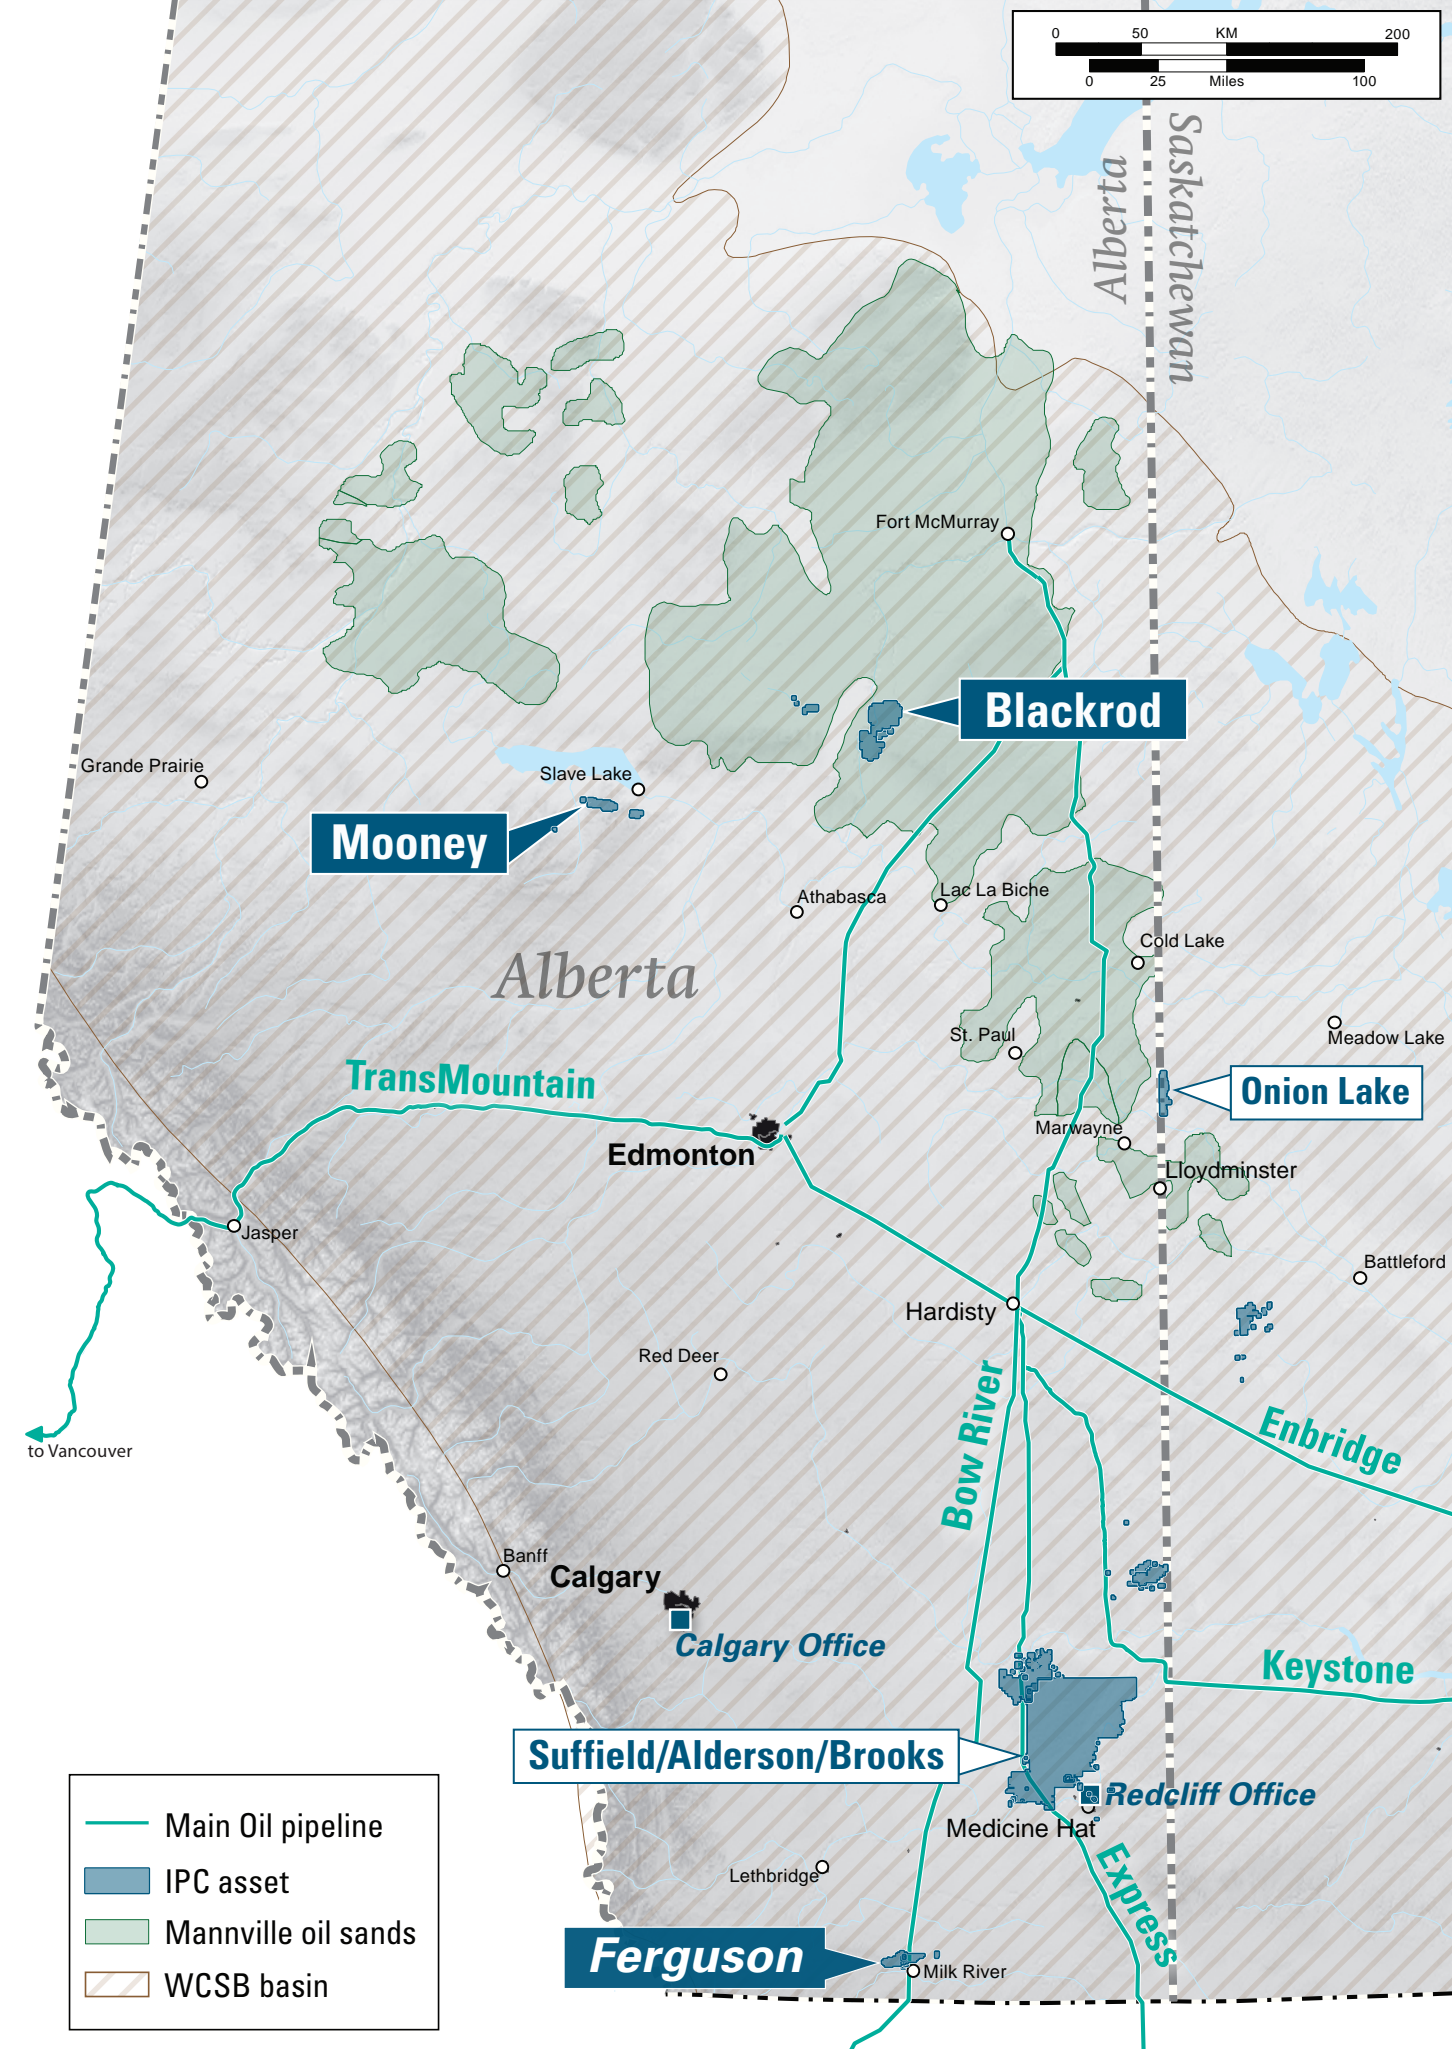 0 50 KM 200
0 25 Miles 100
Alberta
Saskatchewan
Fort McMurray
Blackrod
Grande Prairie
Slave Lake
Mooney
Athabasca
Lac La Biche
Cold Lake
Alberta
St. Paul
Meadow Lake
TransMountain
Onion Lake
Marwayne
Edmonton
Lloydminster
Jasper
Battleford
Hardisty
Red Deer
Bow River
Enbridge
to Vancouver
Banff
Calgary
Calgary Office
Keystone
Suffield/Alderson/Brooks
Redcliff Office
Medicine Hat
Express
Lethbridge
Ferguson
Milk River
Main Oil pipeline
IPC asset
Mannville oil sands
WCSB basin